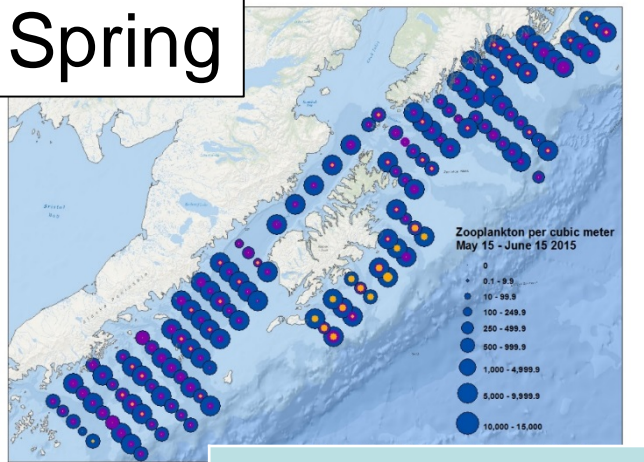 Spring
Zooplankton per cubic meter
May 15 - June 15 2015
0
0.1 - 9.9
10 - 99.9
100 - 249.9
250 - 499.9
500 - 999.9
1,000 - 4,999.9
5,000 - 9,999.9
10,000 - 15,000